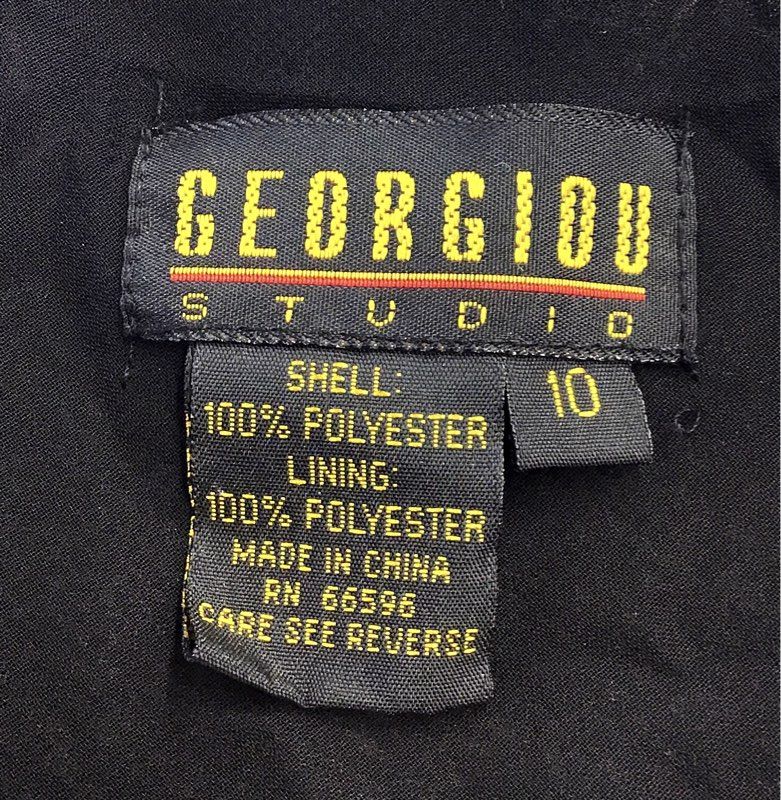 GEORGIOU
STUDIO
10
SHELL:
100% POLYESTER
LINING:
100% POLYESTER
MADE IN CHINA
RN 66596
CARE SEE REVERSE